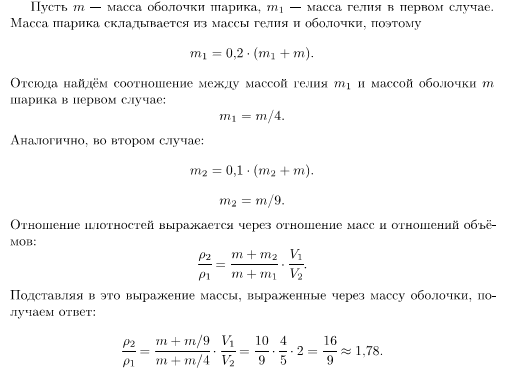 Пусть m — масса оболочки шарика, m₁ — масса гелия в первом случае.
Масса шарика складывается из массы гелия и оболочки, поэтому
m₁ = 0,2 · (m₁ + m).
Отсюда найдём соотношение между массой гелия m₁ и массой оболочки m
шарика в первом случае:
m₁ = m/4.
Аналогично, во втором случае:
m₂ = 0,1 · (m₂ + m).
m₂ = m/9.
Отношение плотностей выражается через отношение масс и отношений объё-
мов:
ρ₂/ρ₁ = (m + m₂)/(m + m₁) · V₁/V₂.
Подставляя в это выражение массы, выраженные через массу оболочки, по-
лучаем ответ:
ρ₂/ρ₁ = (m + m/9)/(m + m/4) · V₁/V₂ = 10/9 · 4/5 · 2 = 16/9 ≈ 1,78.